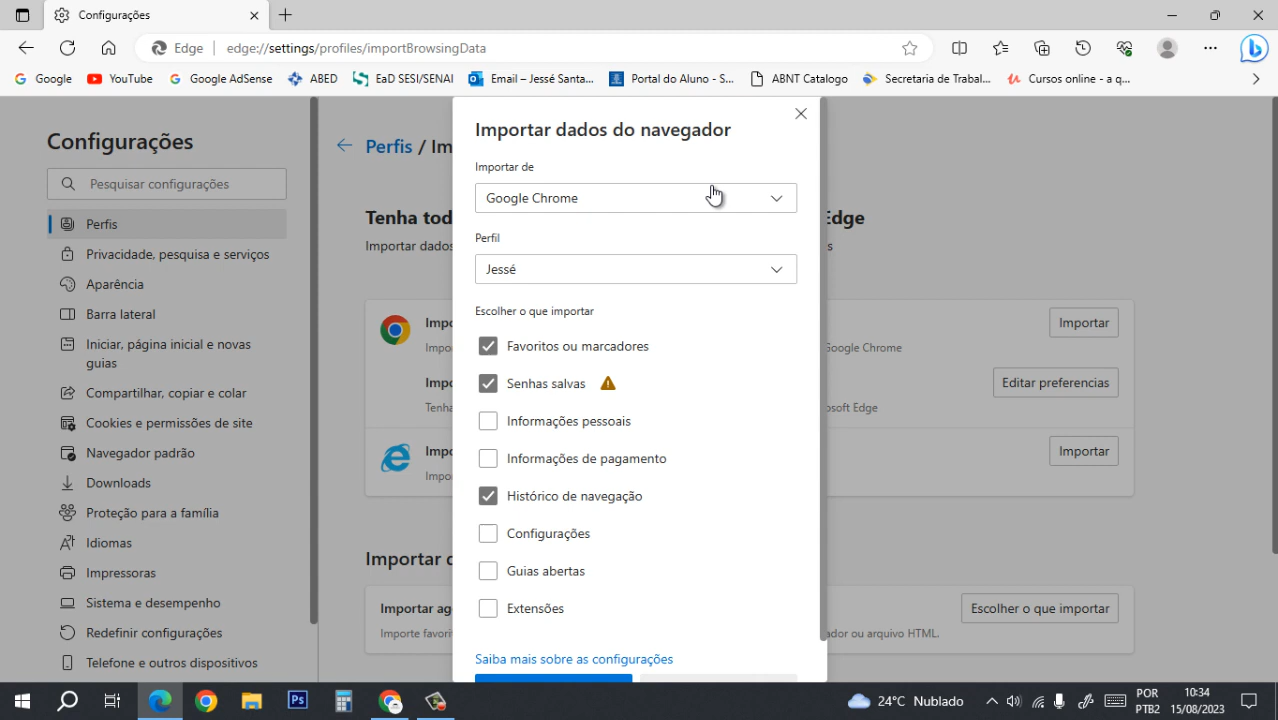 Configurações
Edge
edge://settings/profiles/importBrowsingData
Google
YouTube
Google AdSense
ABED
EaD SESI/SENAI
Email – Jessé Santa...
Portal do Aluno - S...
ABNT Catalogo
Secretaria de Trabal...
Cursos online - a q...
Configurações
Pesquisar configurações
Perfis
Privacidade, pesquisa e serviços
Aparência
Barra lateral
Iniciar, página inicial e novas
guias
Compartilhar, copiar e colar
Cookies e permissões de site
Navegador padrão
Downloads
Proteção para a família
Idiomas
Impressoras
Sistema e desempenho
Redefinir configurações
Telefone e outros dispositivos
Perfis / Im
Tenha tod
Edge
Importar dados
s
Impo
Importar
Impo
Google Chrome
Impo
Editar preferencias
Tenha
osoft Edge
Impo
Importar
Impo
Importar d
Importar ag
Escolher o que importar
Importe favori
ador ou arquivo HTML.
Importar dados do navegador
Importar de
Google Chrome
Perfil
Jessé
Escolher o que importar
Favoritos ou marcadores
Senhas salvas
Informações pessoais
Informações de pagamento
Histórico de navegação
Configurações
Guias abertas
Extensões
Saiba mais sobre as configurações
Ps
24°C Nublado
POR
PTB2
10:34
15/08/2023